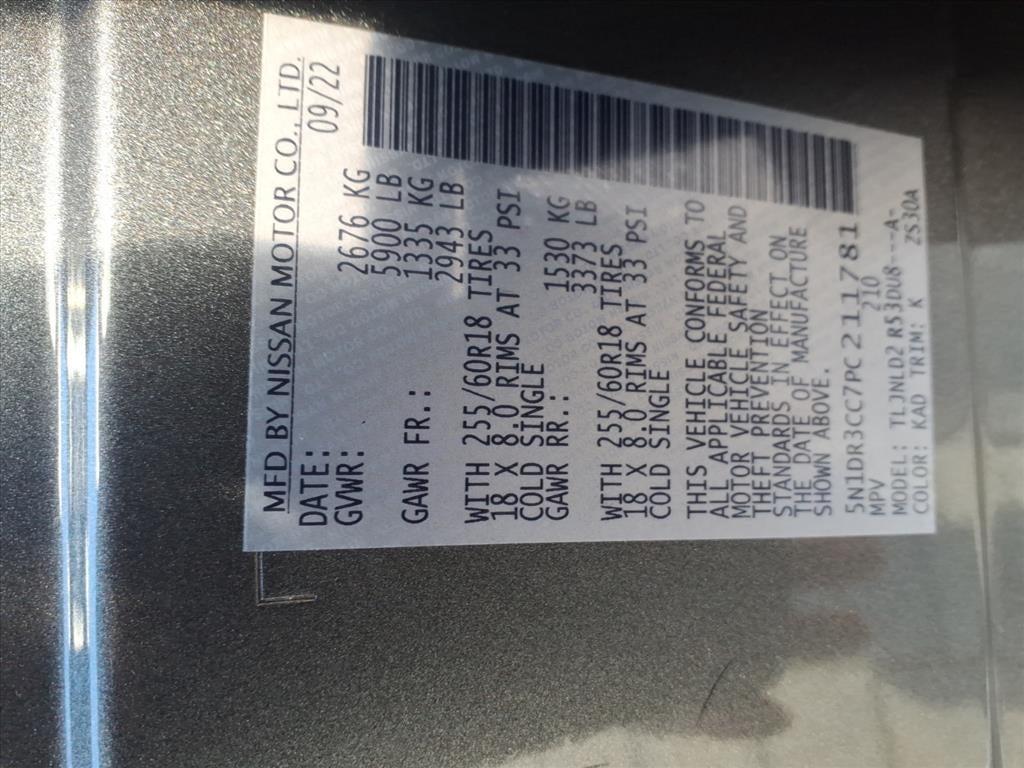 MFD BY NISSAN MOTOR CO., LTD.
DATE: 09/22
GVWR: 2676 KG
5900 LB
GAWR FR.: 1335 KG
2943 LB
WITH 255/60R18 TIRES
18 X 8.0 RIMS AT 33 PSI
COLD SINGLE
GAWR RR.: 1530 KG
3373 LB
WITH 255/60R18 TIRES
18 X 8.0 RIMS AT 33 PSI
COLD SINGLE
THIS VEHICLE CONFORMS TO
ALL APPLICABLE FEDERAL
MOTOR VEHICLE SAFETY AND
THEFT PREVENTION
STANDARDS IN EFFECT ON
THE DATE OF MANUFACTURE
SHOWN ABOVE.
5N1DR3CC7PC211781
MPV 210
MODEL: TLJNLD2 R530U8---A-
COLOR: KAD TRIM: K ZS30A